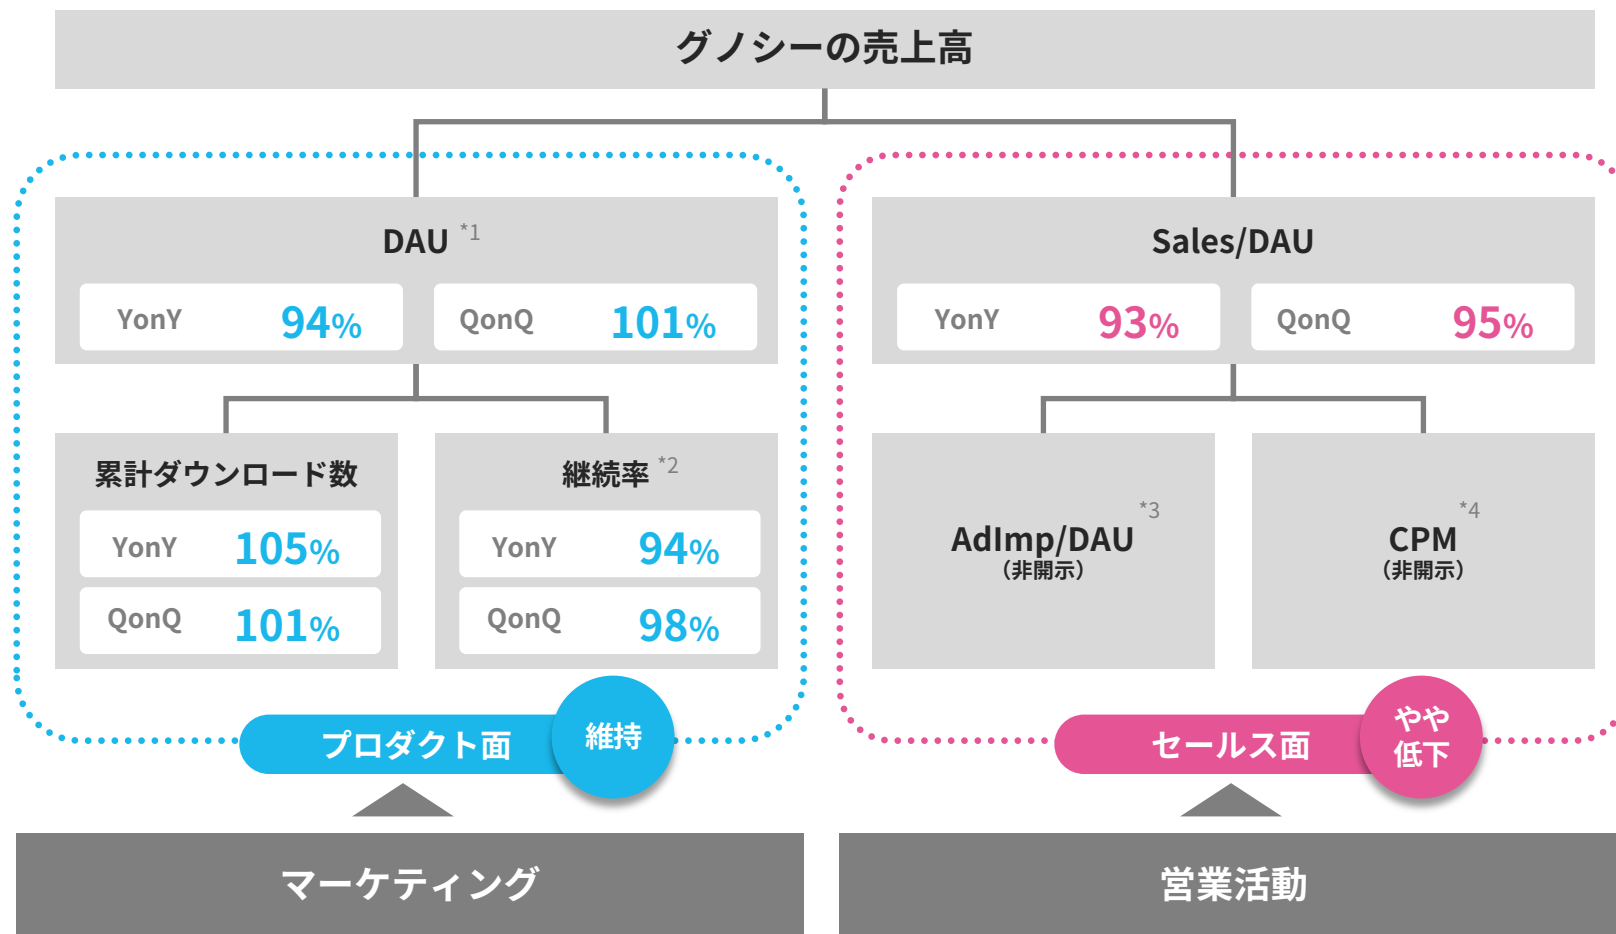 グノシーの売上高
DAU *1
YonY 94%
QonQ 101%
Sales/DAU
YonY 93%
QonQ 95%
累計ダウンロード数
YonY 105%
QonQ 101%
継続率 *2
YonY 94%
QonQ 98%
AdImp/DAU *3
（非開示）
CPM *4
（非開示）
プロダクト面
維持
セールス面
やや
低下
マーケティング
営業活動